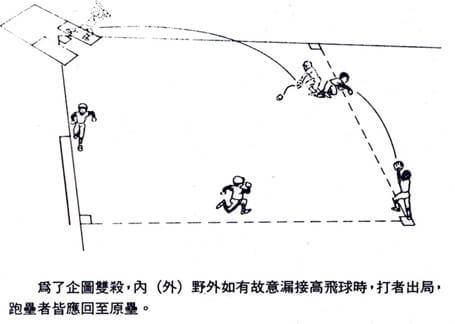 為了企圖雙殺，內（外）野外如有故意漏接高飛球時，打者出局，
跑壘者皆應回至原壘。